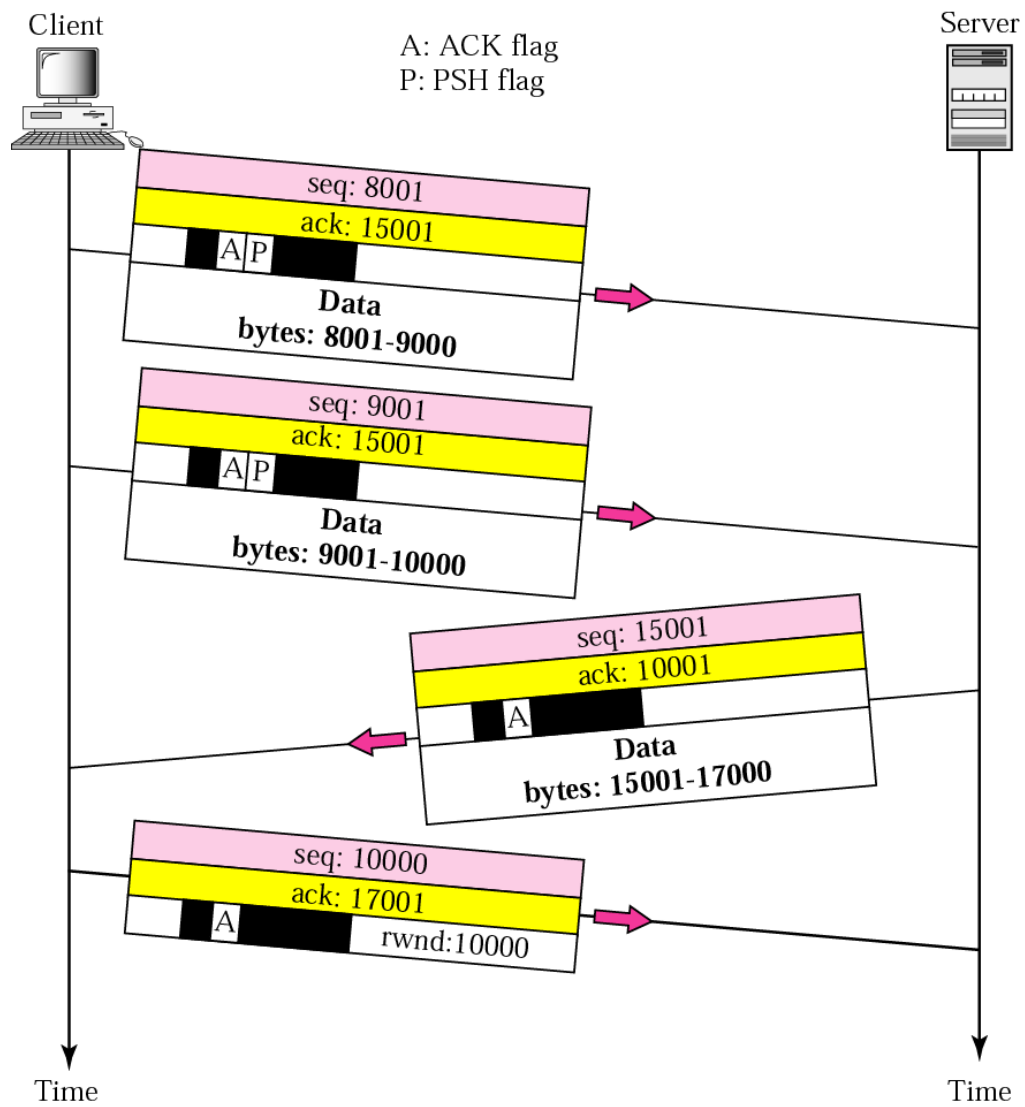 Client
Server
A: ACK flag
P: PSH flag
seq: 8001
ack: 15001
A P
Data
bytes: 8001-9000
seq: 9001
ack: 15001
A P
Data
bytes: 9001-10000
seq: 15001
ack: 10001
A
Data
bytes: 15001-17000
seq: 10000
ack: 17001
A rwnd:10000
Time
Time